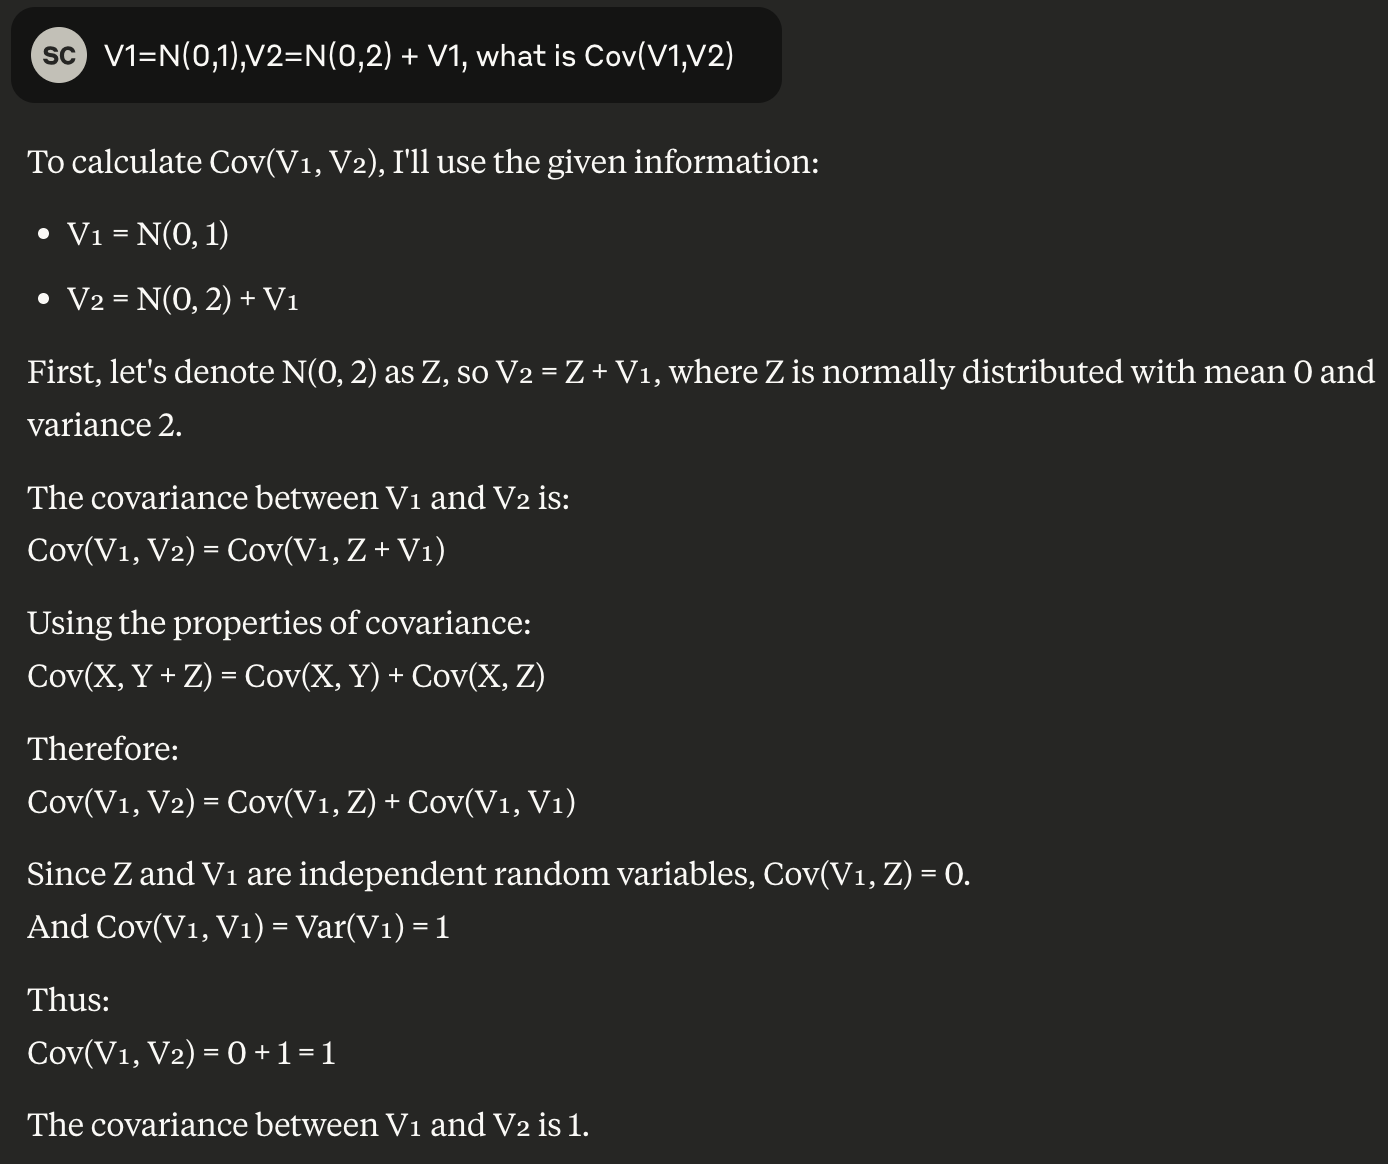 SC V1=N(0,1),V2=N(0,2) + V1, what is Cov(V1,V2)
To calculate Cov(V₁, V₂), I'll use the given information:
• V₁ = N(0, 1)
• V₂ = N(0, 2) + V₁
First, let's denote N(0, 2) as Z, so V₂ = Z + V₁, where Z is normally distributed with mean 0 and
variance 2.
The covariance between V₁ and V₂ is:
Cov(V₁, V₂) = Cov(V₁, Z + V₁)
Using the properties of covariance:
Cov(X, Y + Z) = Cov(X, Y) + Cov(X, Z)
Therefore:
Cov(V₁, V₂) = Cov(V₁, Z) + Cov(V₁, V₁)
Since Z and V₁ are independent random variables, Cov(V₁, Z) = 0.
And Cov(V₁, V₁) = Var(V₁) = 1
Thus:
Cov(V₁, V₂) = 0 + 1 = 1
The covariance between V₁ and V₂ is 1.